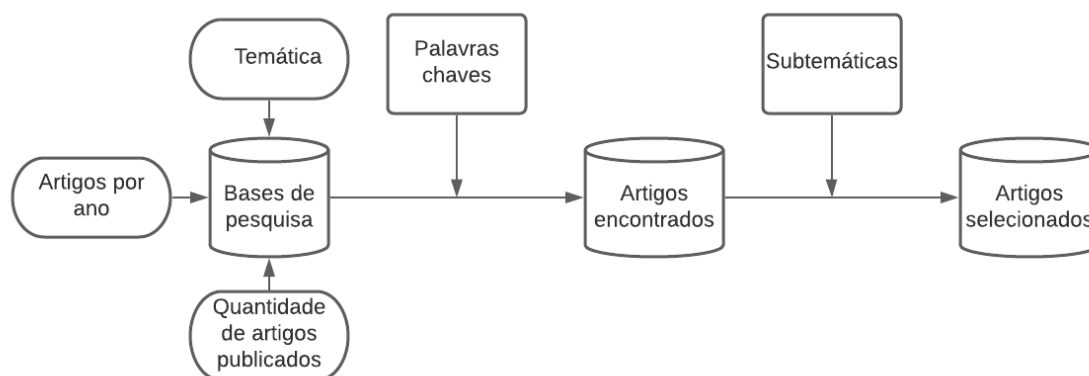 Temática
Palavras
chaves
Subtemáticas
Artigos por
ano
Bases de
pesquisa
Artigos
encontrados
Artigos
selecionados
Quantidade
de artigos
publicados